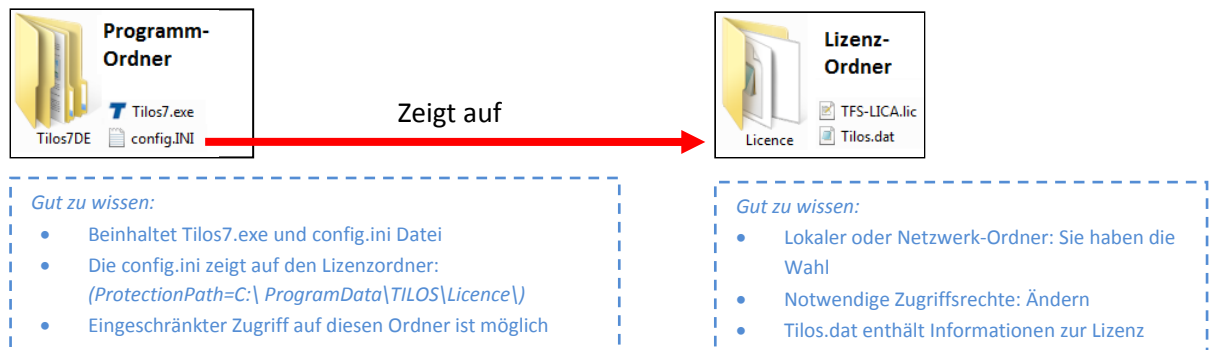 Programm-
Ordner
Tilos7.exe
Tilos7DE
config.INI
Zeigt auf
Lizenz-
Ordner
TFS-LICA.lic
Licence
Tilos.dat
Gut zu wissen:
• Beinhaltet Tilos7.exe und config.ini Datei
• Die config.ini zeigt auf den Lizenzordner:
(ProtectionPath=C:\ ProgramData\TILOS\Licence\)
• Eingeschränkter Zugriff auf diesen Ordner ist möglich
Gut zu wissen:
• Lokaler oder Netzwerk-Ordner: Sie haben die
Wahl
• Notwendige Zugriffsrechte: Ändern
• Tilos.dat enthält Informationen zur Lizenz